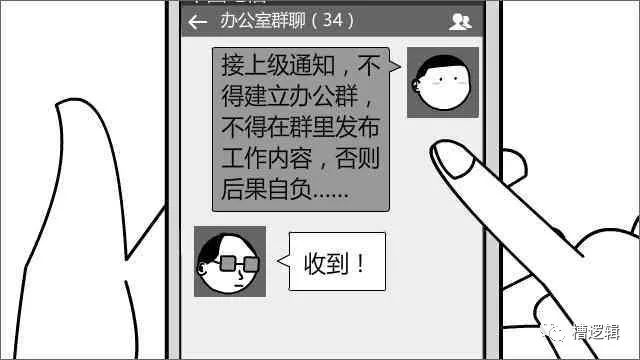 办公室群聊（34）
接上级通知，不
得建立办公群，
不得在群里发布
工作内容，否则
后果自负……
收到！
槽逻辑